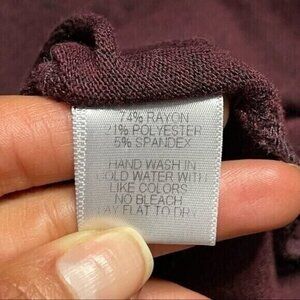 74% RAYON
21% POLYESTER
5% SPANDEX
HAND WASH IN
COLD WATER WITH
LIKE COLORS
NO BLEACH
LAY FLAT TO DRY